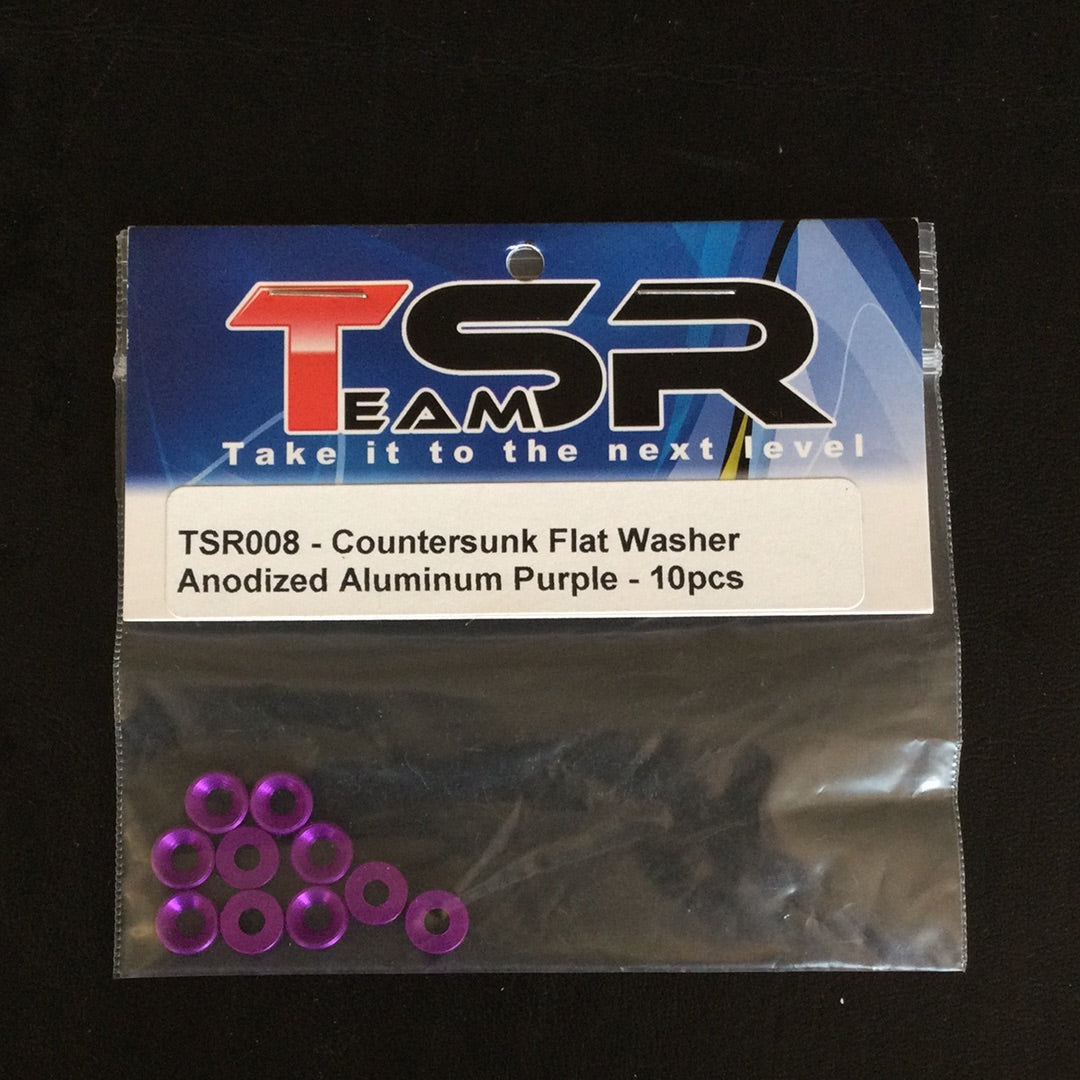 TEAM TSR
Take it to the next level
TSR008 - Countersunk Flat Washer
Anodized Aluminum Purple - 10pcs